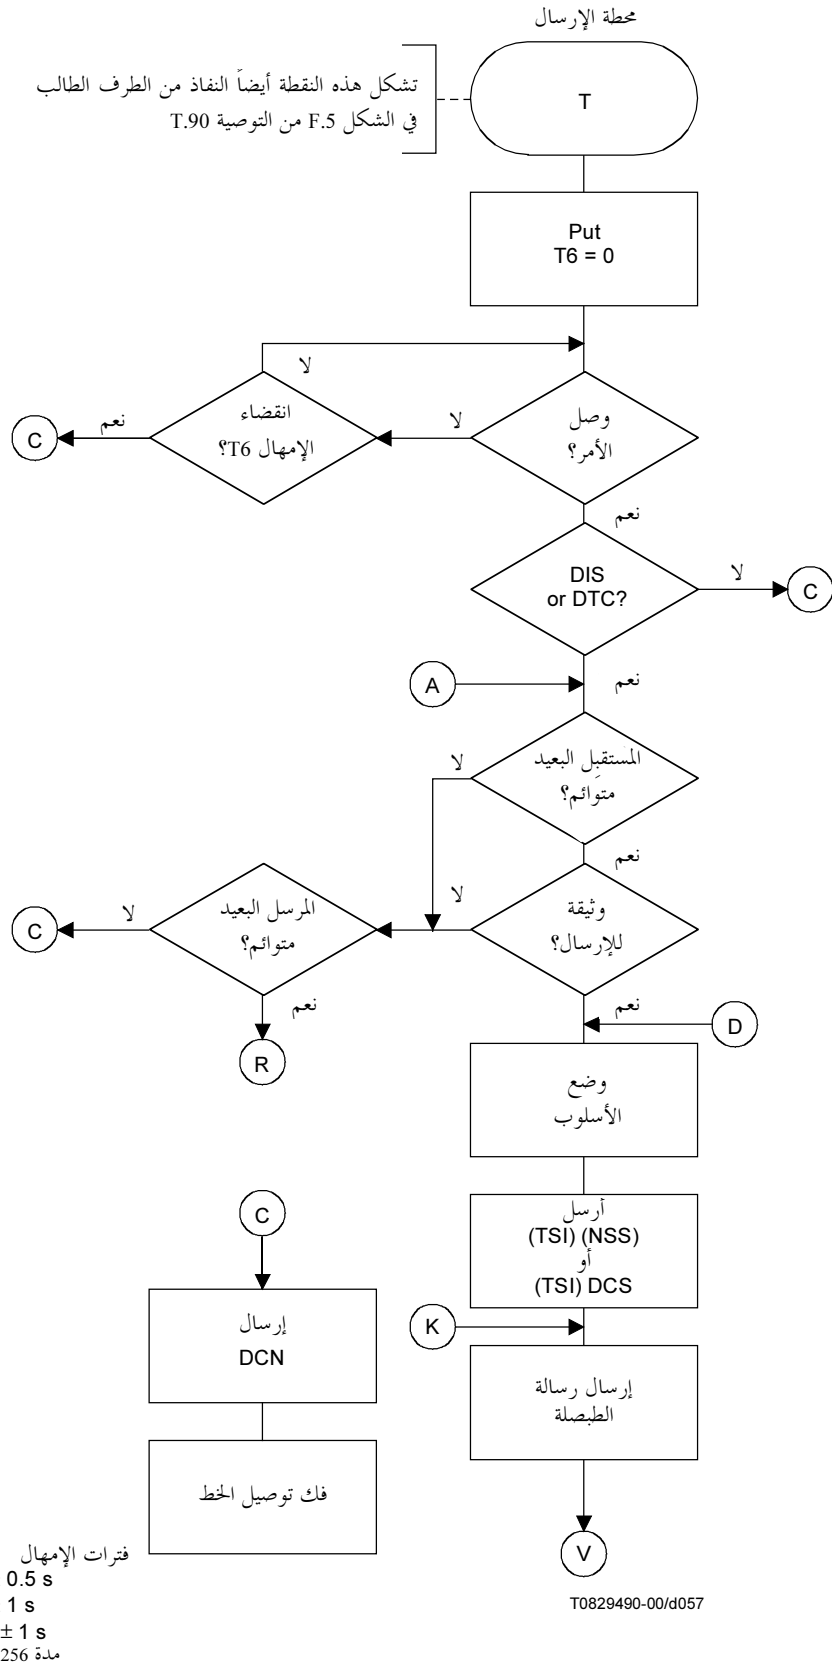 محطة الإرسال
تشكل هذه النقطة أيضاً النفاذ من الطرف الطالب
في الشكل F.5 من التوصية T.90
T
Put
T6 = 0
لا
انقضاء
الإمهال T6؟
نعم
C
لا
وصل
الأمر؟
نعم
DIS
or DTC?
لا
C
نعم
A
المستقبِل البعيد
متوائم؟
لا
نعم
وثيقة
للإرسال؟
لا
المرسل البعيد
متوائم؟
لا
C
نعم
R
نعم
D
وضع
الأسلوب
أرسل
(TSI) (NSS)
أو
(TSI) DCS
K
إرسال رسالة
الطبصلة
V
C
إرسال
DCN
فك توصيل الخط
فترات الإمهال
0.5 s
1 s
± 1 s
مدة 256
T0829490-00/d057